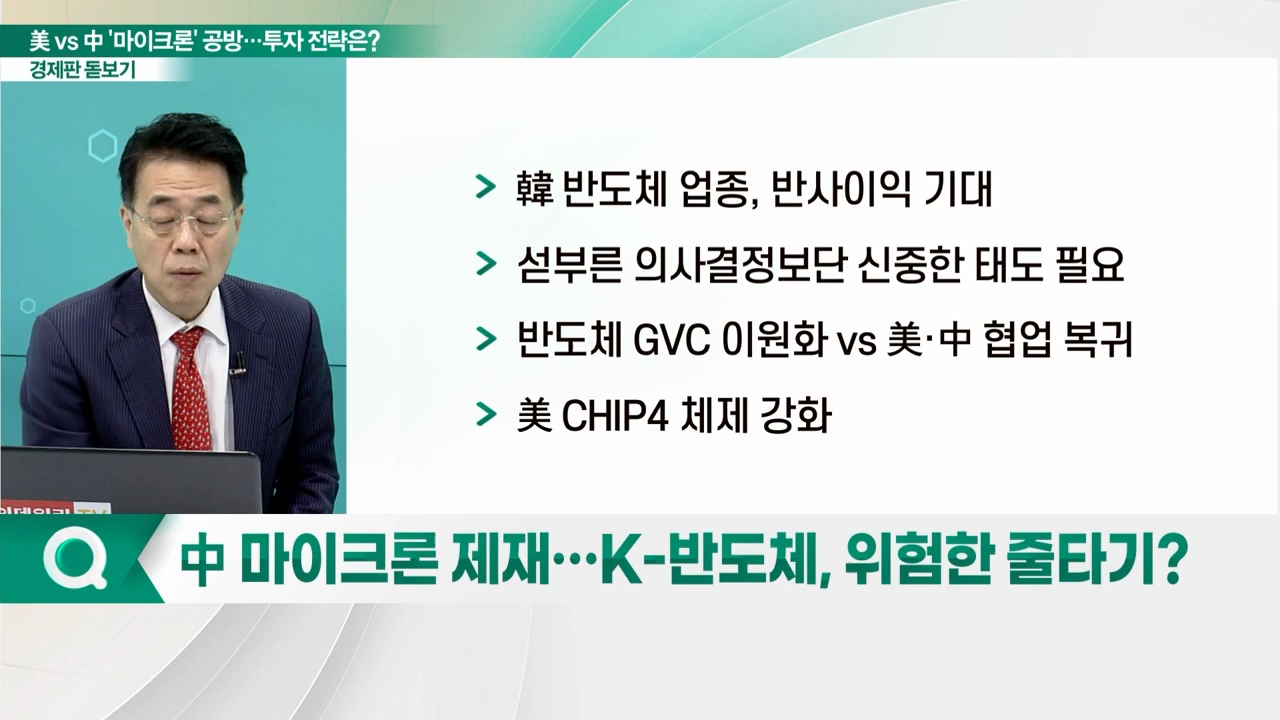 美 vs 中 '마이크론' 공방…투자 전략은?
경제판 돋보기
> 韓 반도체 업종, 반사이익 기대
> 섣부른 의사결정보단 신중한 태도 필요
> 반도체 GVC 이원화 vs 美·中 협업 복귀
> 美 CHIP4 체제 강화
中 마이크론 제재…K-반도체, 위험한 줄타기?